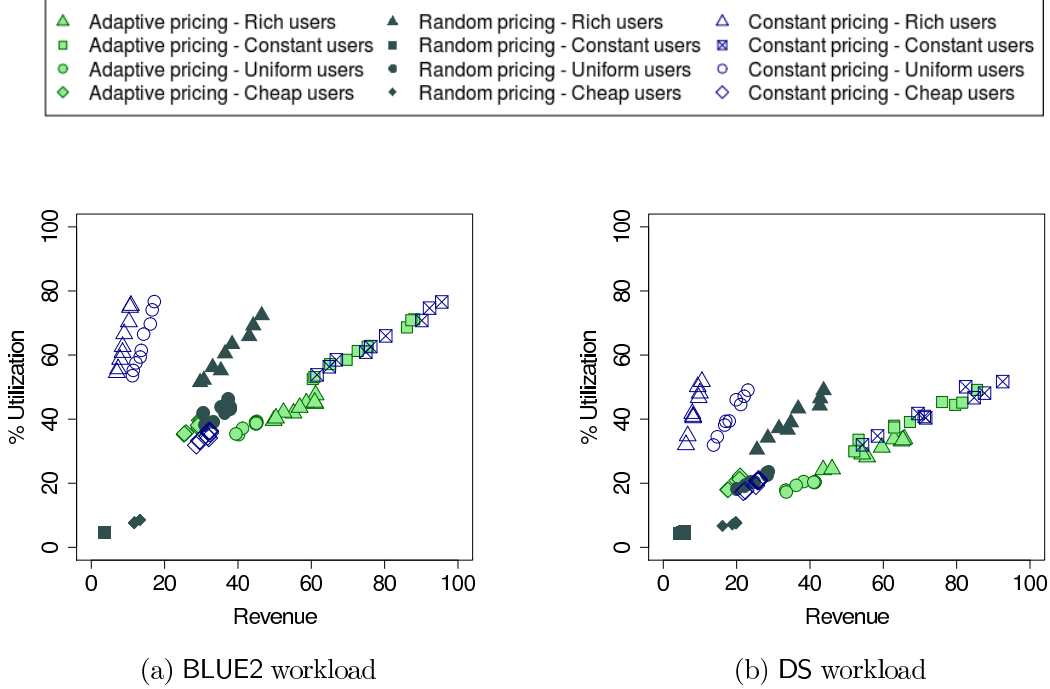 Adaptive pricing - Rich users Random pricing - Rich users Constant pricing - Rich users
Adaptive pricing - Constant users Random pricing - Constant users Constant pricing - Constant users
Adaptive pricing - Uniform users Random pricing - Uniform users Constant pricing - Uniform users
Adaptive pricing - Cheap users Random pricing - Cheap users Constant pricing - Cheap users
% Utilization
100
80
60
40
20
0
0 20 40 60 80 100
Revenue
(a) BLUE2 workload
% Utilization
100
80
60
40
20
0
0 20 40 60 80 100
Revenue
(b) DS workload